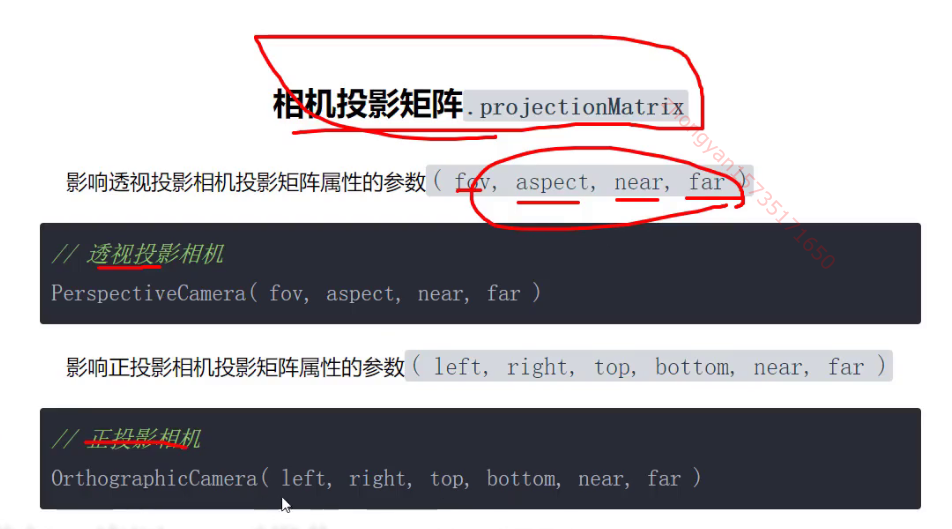 相机投影矩阵.projectionMatrix
影响透视投影相机投影矩阵属性的参数( fov, aspect, near, far )
// 透视投影相机
PerspectiveCamera( fov, aspect, near, far )
影响正投影相机投影矩阵属性的参数( left, right, top, bottom, near, far )
// 正投影相机
OrthographicCamera( left, right, top, bottom, near, far )